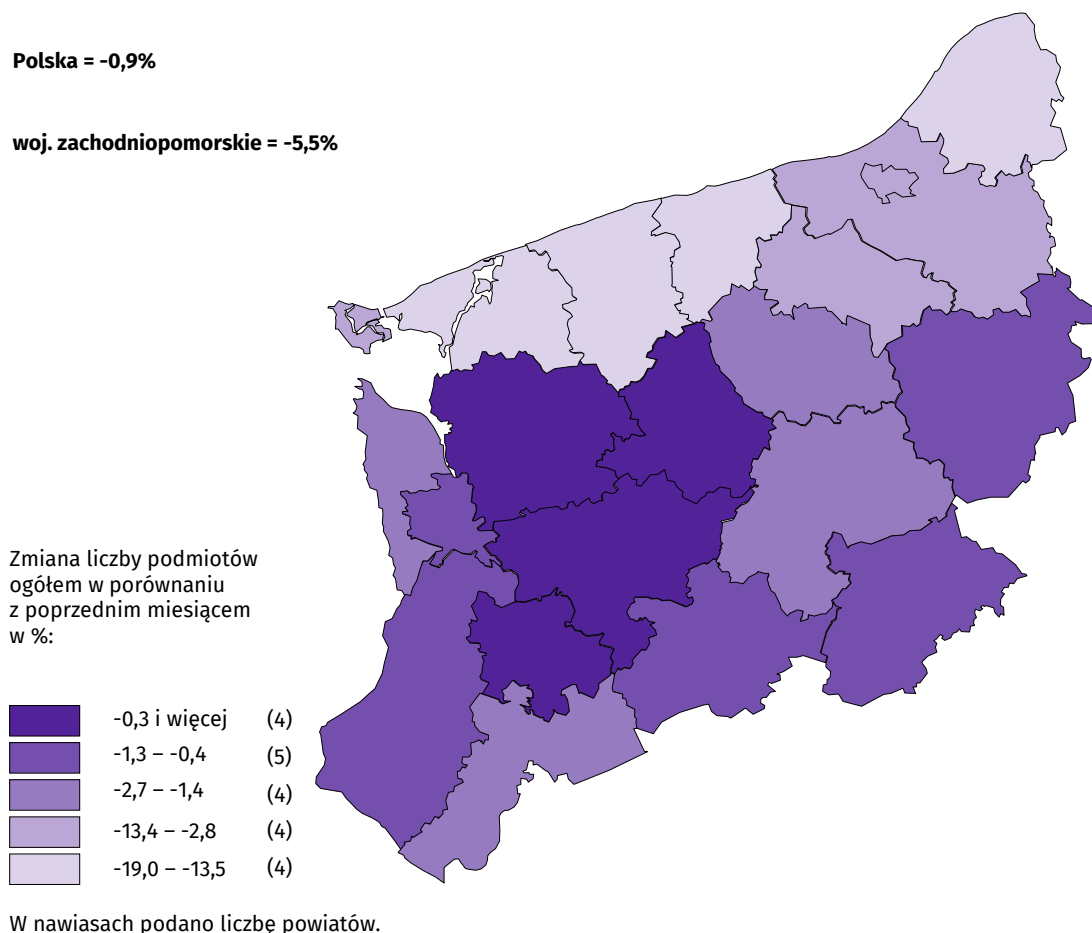 Polska = -0,9%
woj. zachodniopomorskie = -5,5%
Zmiana liczby podmiotów
ogółem w porównaniu
z poprzednim miesiącem
w %:
-0,3 i więcej (4)
-1,3 – -0,4 (5)
-2,7 – -1,4 (4)
-13,4 – -2,8 (4)
-19,0 – -13,5 (4)
W nawiasach podano liczbę powiatów.